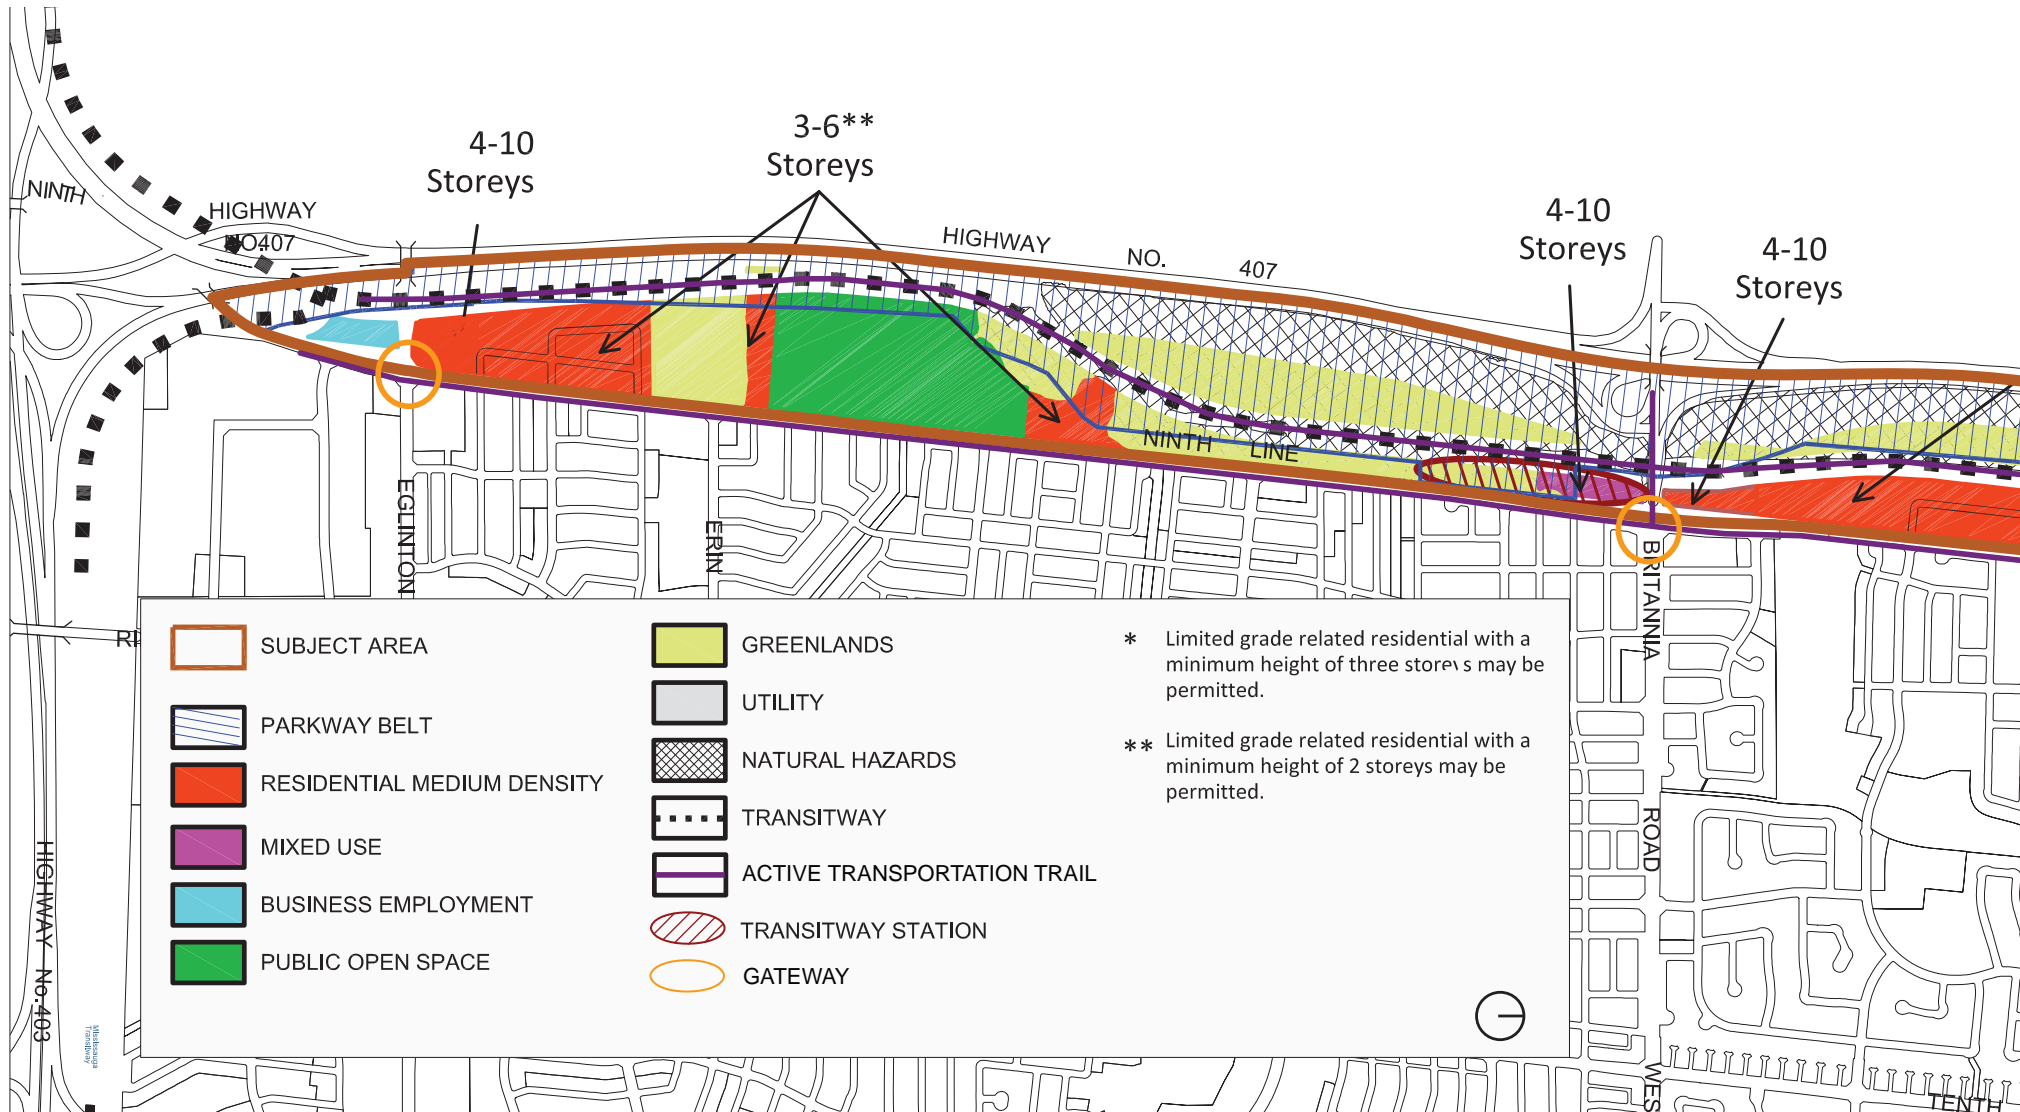 4-10
Storeys
3-6**
Storeys
4-10
Storeys
4-10
Storeys
NINTH
HIGHWAY
NO.407
HIGHWAY NO. 407
NINTH LINE
EGLINTON
ERIN
BRITANNIA
ROAD
WES
TENTH
HIGHWAY No.403
Mississauga
Transitway
SUBJECT AREA
PARKWAY BELT
RESIDENTIAL MEDIUM DENSITY
MIXED USE
BUSINESS EMPLOYMENT
PUBLIC OPEN SPACE
GREENLANDS
UTILITY
NATURAL HAZARDS
TRANSITWAY
ACTIVE TRANSPORTATION TRAIL
TRANSITWAY STATION
GATEWAY
* Limited grade related residential with a
minimum height of three storeys may be
permitted.
** Limited grade related residential with a
minimum height of 2 storeys may be
permitted.